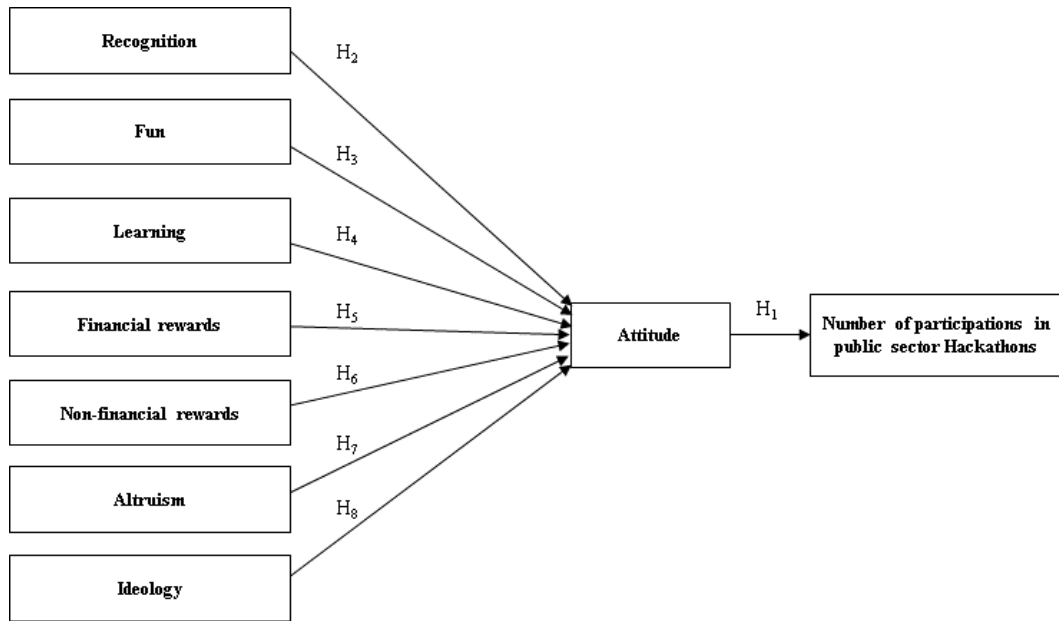 Recognition
H₂
Fun
H₃
Learning
H₄
Financial rewards
H₅
Non-financial rewards
H₆
Altruism
H₇
Ideology
H₈
Attitude
H₁
Number of participations in
public sector Hackathons